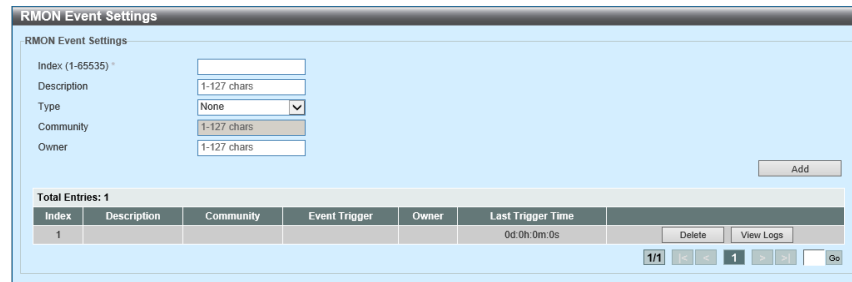 RMON Event Settings
RMON Event Settings
Index (1-65535) *
Description 1-127 chars
Type None
Community 1-127 chars
Owner 1-127 chars
Add
Total Entries: 1
Index Description Community Event Trigger Owner Last Trigger Time
1 0d:0h:0m:0s Delete View Logs
1/1 |< < 1 > >| Go